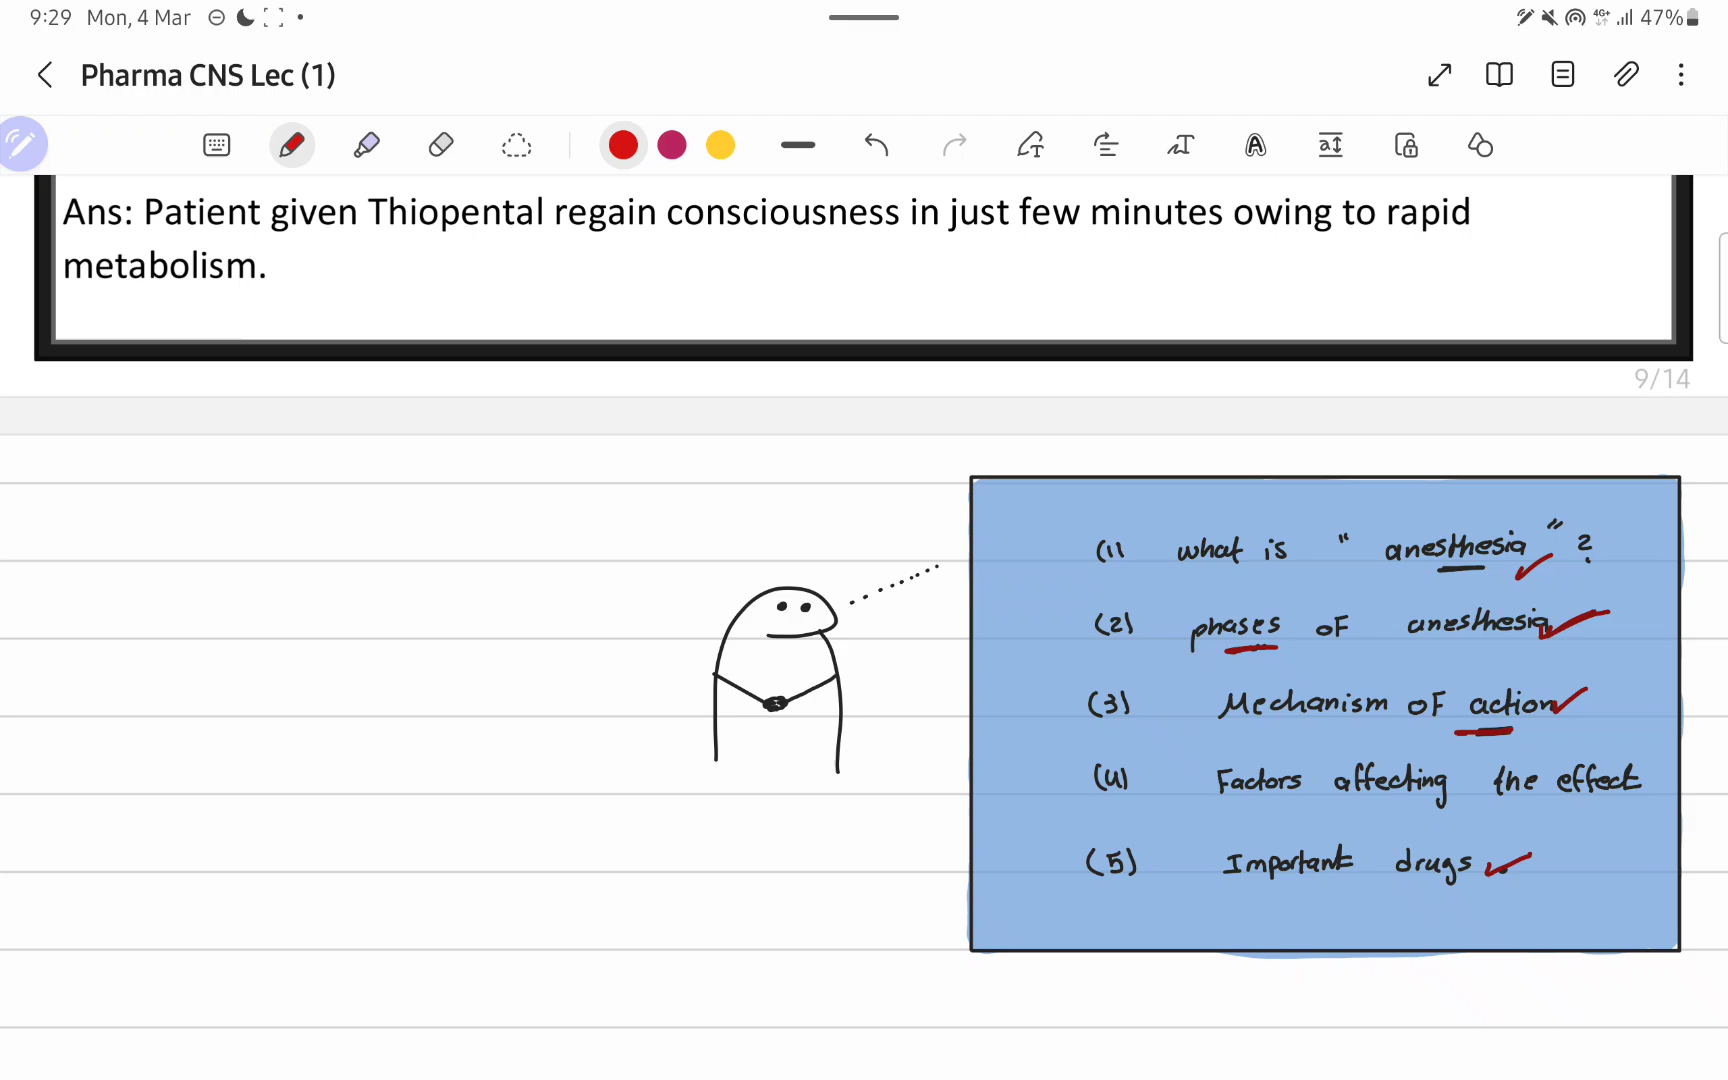 9:29 Mon, 4 Mar
4G+ 47%
Pharma CNS Lec (1)
Ans: Patient given Thiopental regain consciousness in just few minutes owing to rapid
metabolism.
9/14
(1) what is "anesthesia"?
(2) phases of anesthesia
(3) Mechanism of action
(4) Factors affecting the effect
(5) Important drugs.